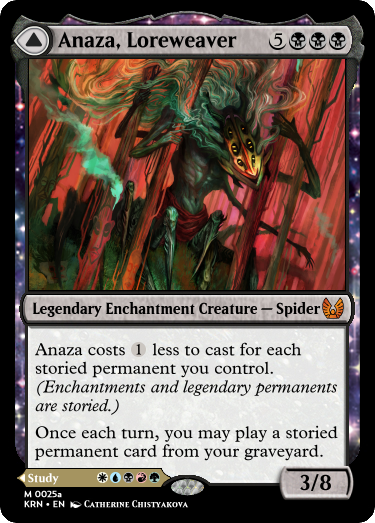 Anaza, Loreweaver 5
Legendary Enchantment Creature — Spider
Anaza costs 1 less to cast for each
storied permanent you control.
(Enchantments and legendary permanents
are storied.)
Once each turn, you may play a storied
permanent card from your graveyard.
Study
3/8
M 0025a
KRN • EN Catherine Chistyakova